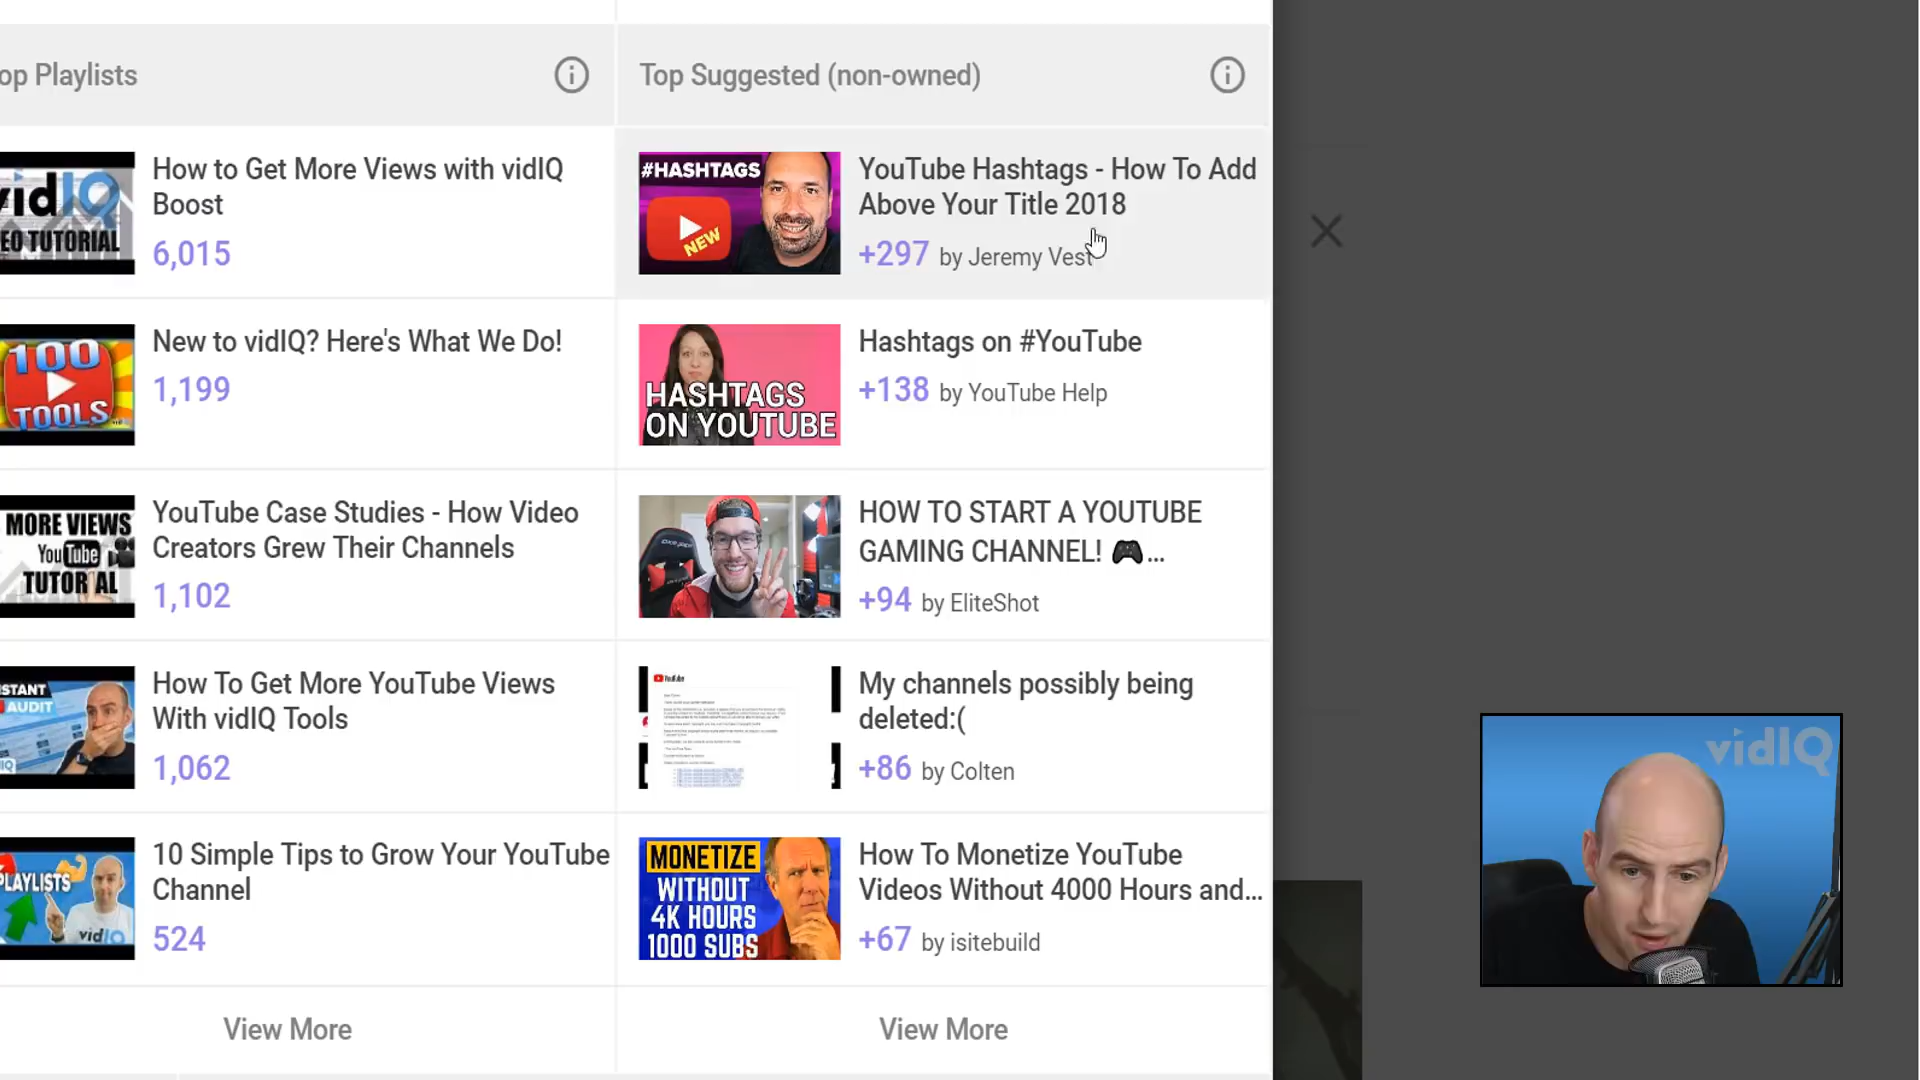 op Playlists
How to Get More Views with vidIQ
Boost
6,015
vidIQ
EO TUTORIAL
New to vidIQ? Here's What We Do!
1,199
100
TOOLS
YouTube Case Studies - How Video
Creators Grew Their Channels
1,102
MORE VIEWS
YouTube
TUTORIAL
How To Get More YouTube Views
With vidIQ Tools
1,062
STANT
AUDIT
IQ
10 Simple Tips to Grow Your YouTube
Channel
524
PLAYLISTS
vidIQ
View More
Top Suggested (non-owned)
#HASHTAGS
NEW
YouTube Hashtags - How To Add
Above Your Title 2018
+297 by Jeremy Vest
HASHTAGS
ON YOUTUBE
Hashtags on #YouTube
+138 by YouTube Help
HOW TO START A YOUTUBE
GAMING CHANNEL! 🎮...
+94 by EliteShot
YouTube
My channels possibly being
deleted:(
+86 by Colten
MONETIZE
WITHOUT
4K HOURS
1000 SUBS
How To Monetize YouTube
Videos Without 4000 Hours and...
+67 by isitebuild
View More
vidIQ